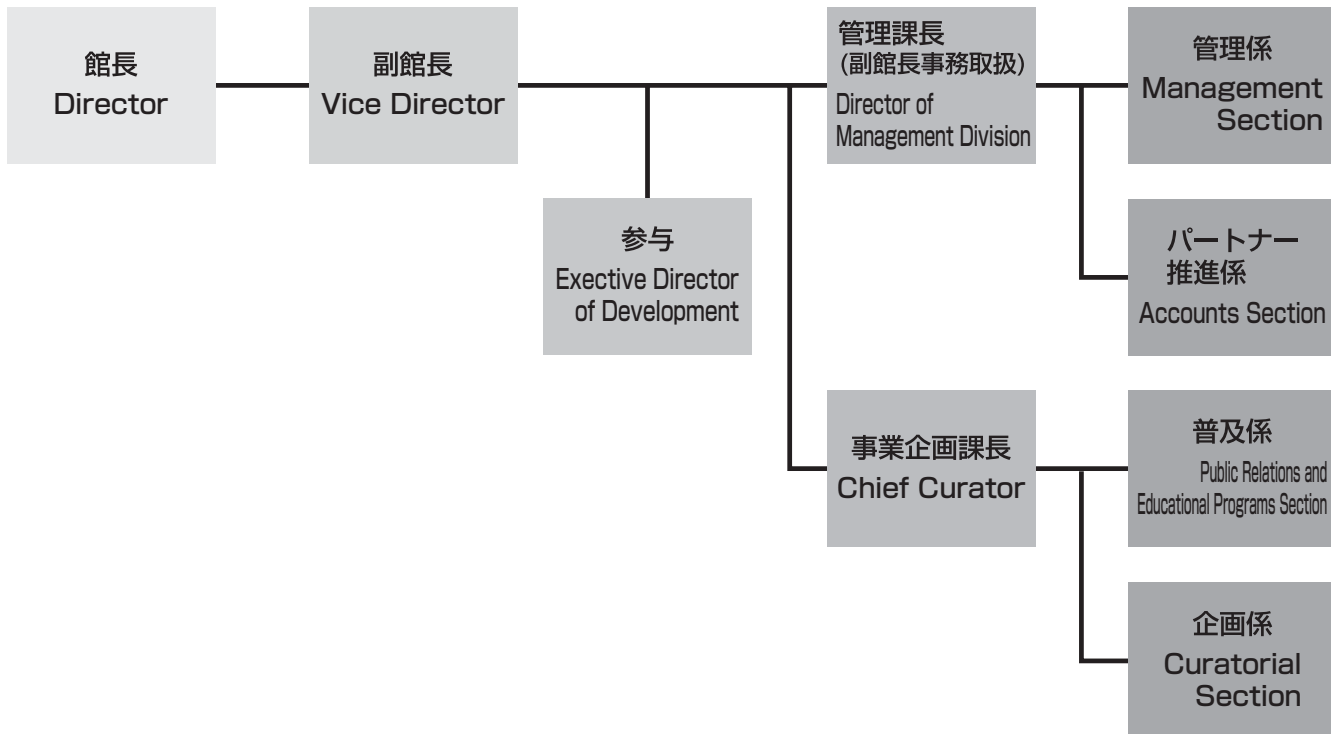 館長
Director
副館長
Vice Director
参与
Exective Director
of Development
管理課長
(副館長事務取扱)
Director of
Management Division
管理係
Management
Section
パートナー
推進係
Accounts Section
事業企画課長
Chief Curator
普及係
Public Relations and
Educational Programs Section
企画係
Curatorial
Section